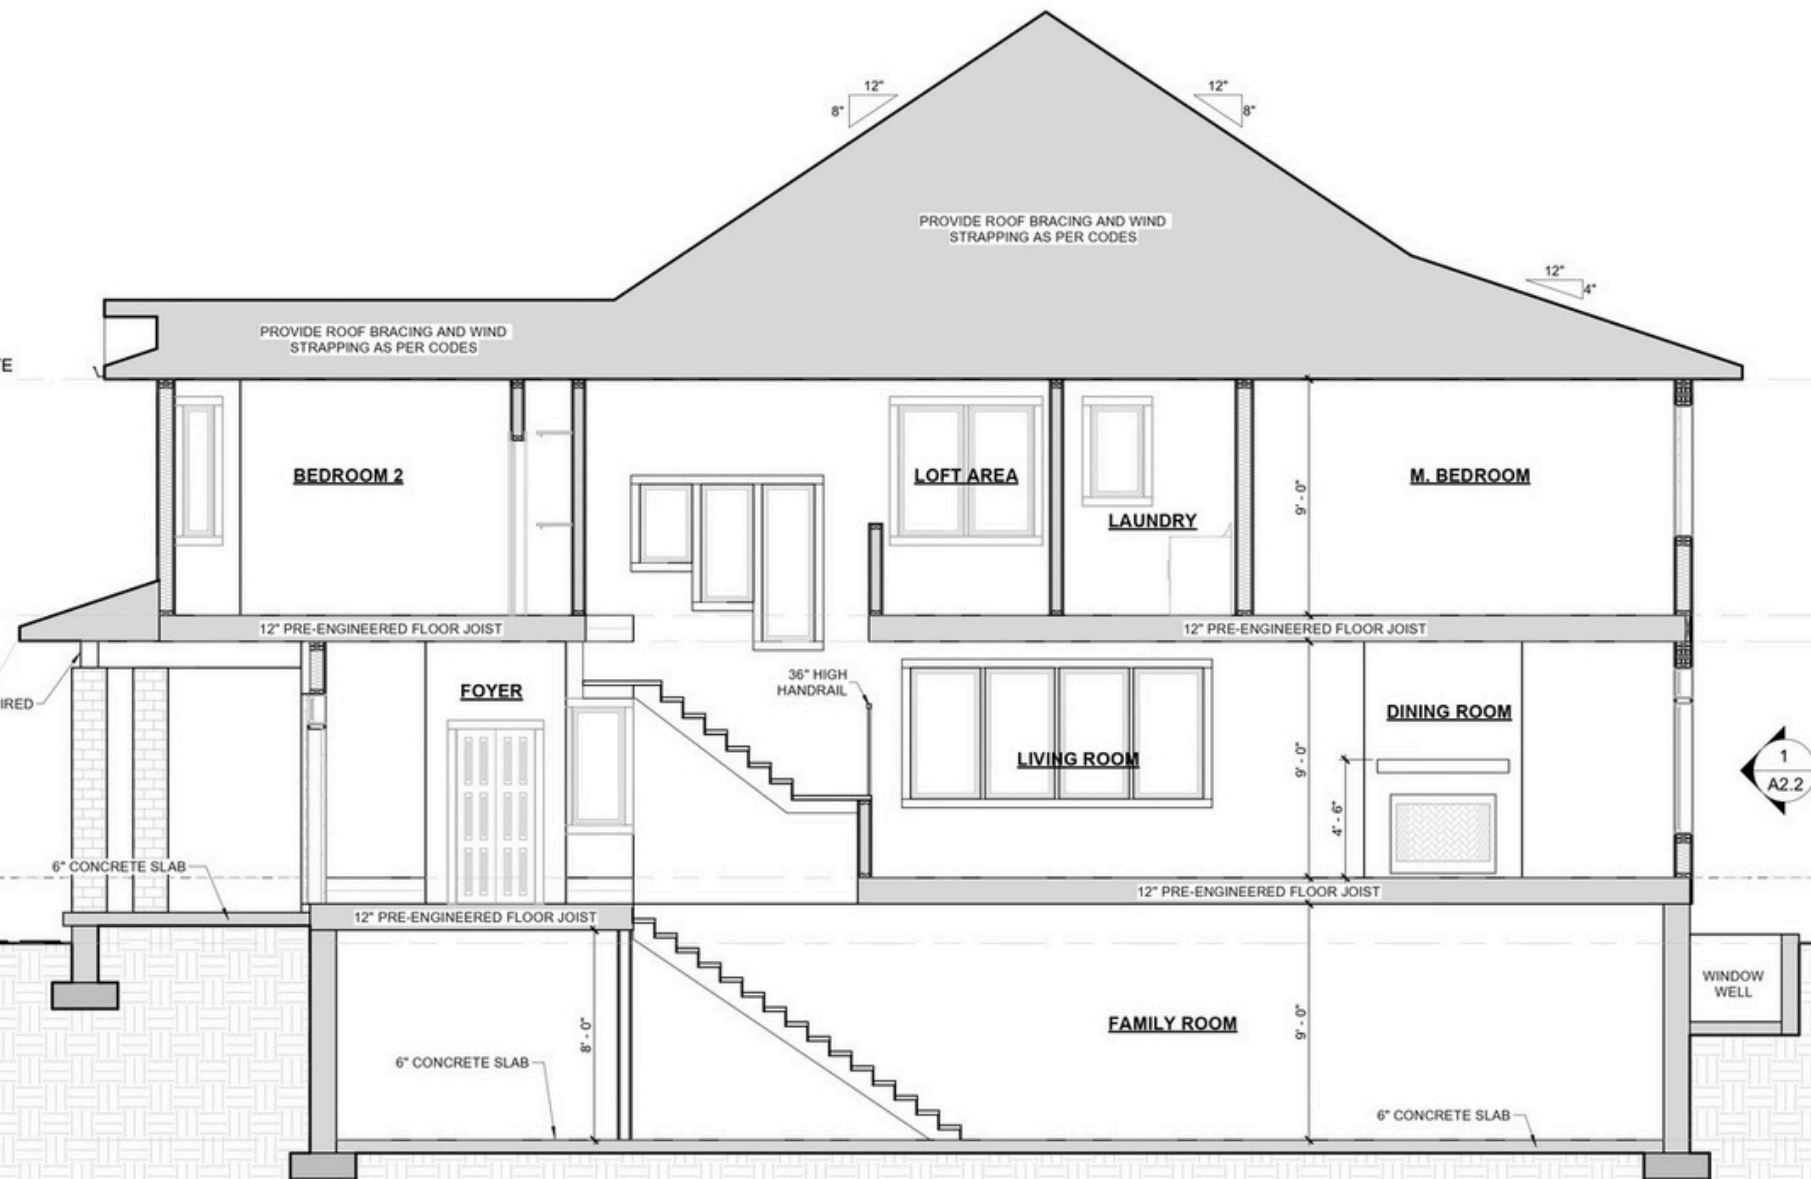 12"
8"
12"
8"
PROVIDE ROOF BRACING AND WIND
STRAPPING AS PER CODES
12"
4"
PROVIDE ROOF BRACING AND WIND
STRAPPING AS PER CODES
E
BEDROOM 2
LOFT AREA
LAUNDRY
9' - 0"
M. BEDROOM
12" PRE-ENGINEERED FLOOR JOIST
12" PRE-ENGINEERED FLOOR JOIST
IRED
FOYER
36" HIGH
HANDRAIL
LIVING ROOM
9' - 0"
DINING ROOM
4' - 6"
1
A2.2
6" CONCRETE SLAB
12" PRE-ENGINEERED FLOOR JOIST
12" PRE-ENGINEERED FLOOR JOIST
WINDOW
WELL
8' - 0"
FAMILY ROOM
9' - 0"
6" CONCRETE SLAB
6" CONCRETE SLAB